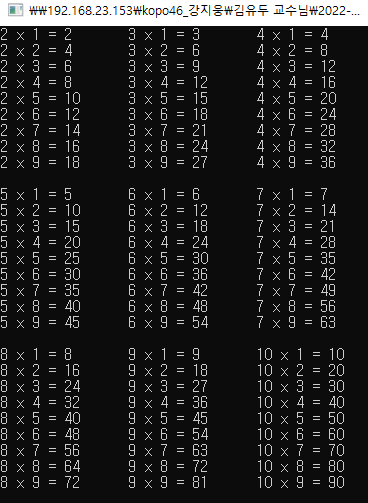 \\192.168.23.153\kopo46_강지웅\김유두 교수님\2022-...
2 x 1 = 2 3 x 1 = 3 4 x 1 = 4
2 x 2 = 4 3 x 2 = 6 4 x 2 = 8
2 x 3 = 6 3 x 3 = 9 4 x 3 = 12
2 x 4 = 8 3 x 4 = 12 4 x 4 = 16
2 x 5 = 10 3 x 5 = 15 4 x 5 = 20
2 x 6 = 12 3 x 6 = 18 4 x 6 = 24
2 x 7 = 14 3 x 7 = 21 4 x 7 = 28
2 x 8 = 16 3 x 8 = 24 4 x 8 = 32
2 x 9 = 18 3 x 9 = 27 4 x 9 = 36
5 x 1 = 5 6 x 1 = 6 7 x 1 = 7
5 x 2 = 10 6 x 2 = 12 7 x 2 = 14
5 x 3 = 15 6 x 3 = 18 7 x 3 = 21
5 x 4 = 20 6 x 4 = 24 7 x 4 = 28
5 x 5 = 25 6 x 5 = 30 7 x 5 = 35
5 x 6 = 30 6 x 6 = 36 7 x 6 = 42
5 x 7 = 35 6 x 7 = 42 7 x 7 = 49
5 x 8 = 40 6 x 8 = 48 7 x 8 = 56
5 x 9 = 45 6 x 9 = 54 7 x 9 = 63
8 x 1 = 8 9 x 1 = 9 10 x 1 = 10
8 x 2 = 16 9 x 2 = 18 10 x 2 = 20
8 x 3 = 24 9 x 3 = 27 10 x 3 = 30
8 x 4 = 32 9 x 4 = 36 10 x 4 = 40
8 x 5 = 40 9 x 5 = 45 10 x 5 = 50
8 x 6 = 48 9 x 6 = 54 10 x 6 = 60
8 x 7 = 56 9 x 7 = 63 10 x 7 = 70
8 x 8 = 64 9 x 8 = 72 10 x 8 = 80
8 x 9 = 72 9 x 9 = 81 10 x 9 = 90